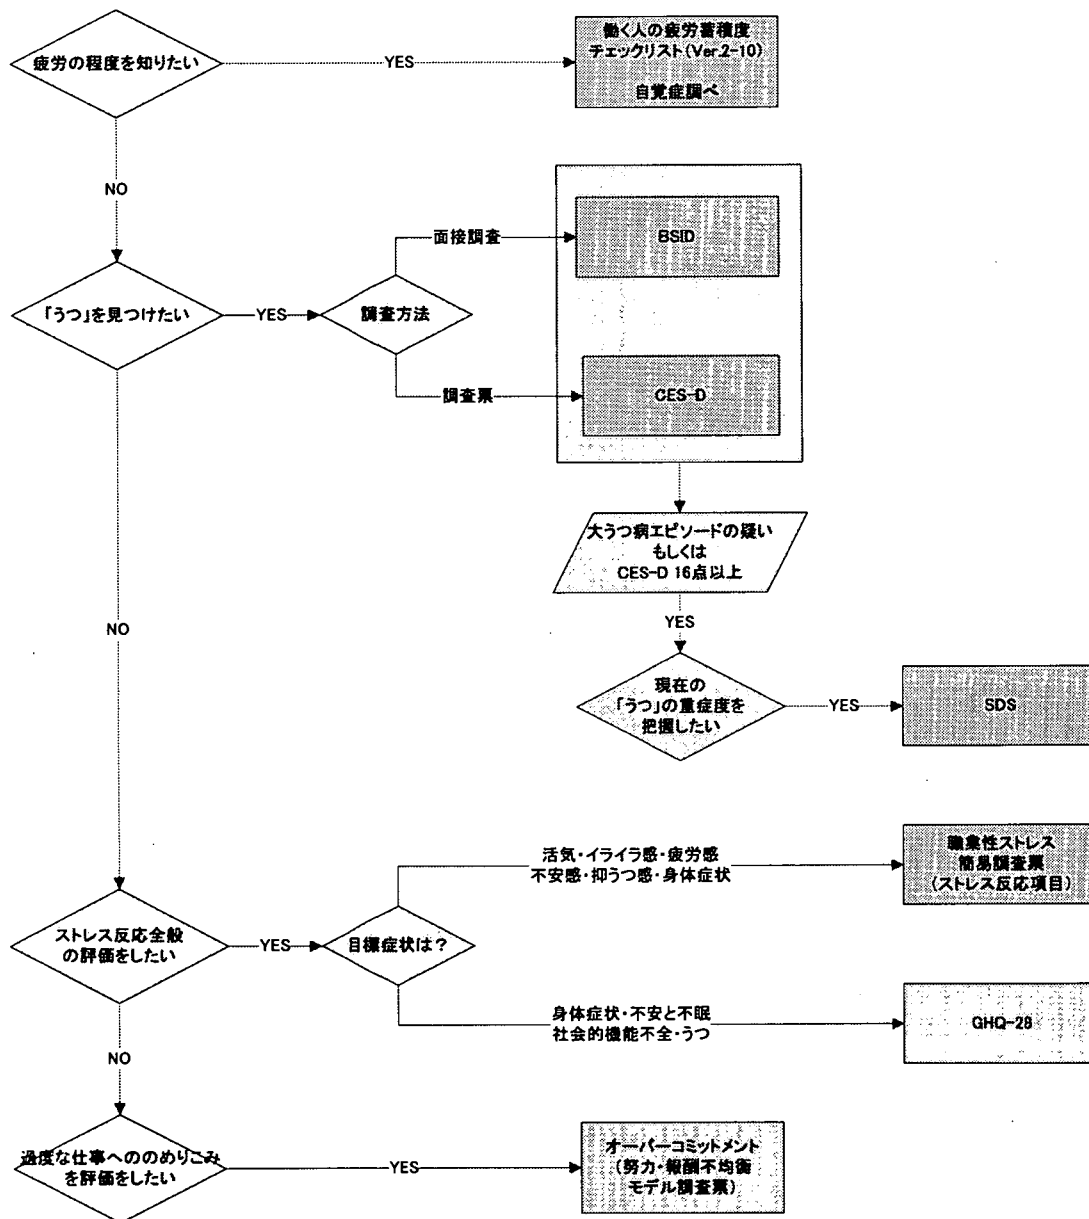 疲労の程度を知りたい
YES
働く人の疲労蓄積度
チェックリスト(Ver.2-10)
自覚症調べ
NO
「うつ」を見つけたい
YES
調査方法
面接調査
BSID
調査票
CES-D
大うつ病エピソードの疑い
もしくは
CES-D 16点以上
YES
現在の
「うつ」の重症度を
把握したい
YES
SDS
NO
ストレス反応全般
の評価をしたい
YES
目標症状は?
活気・イライラ感・疲労感
不安感・抑うつ感・身体症状
職業性ストレス
簡易調査票
(ストレス反応項目)
身体症状・不安と不眠
社会的機能不全・うつ
GHQ-28
NO
過度な仕事へののめりこみ
を評価をしたい
YES
オーバーコミットメント
(努力・報酬不均衡
モデル調査票)